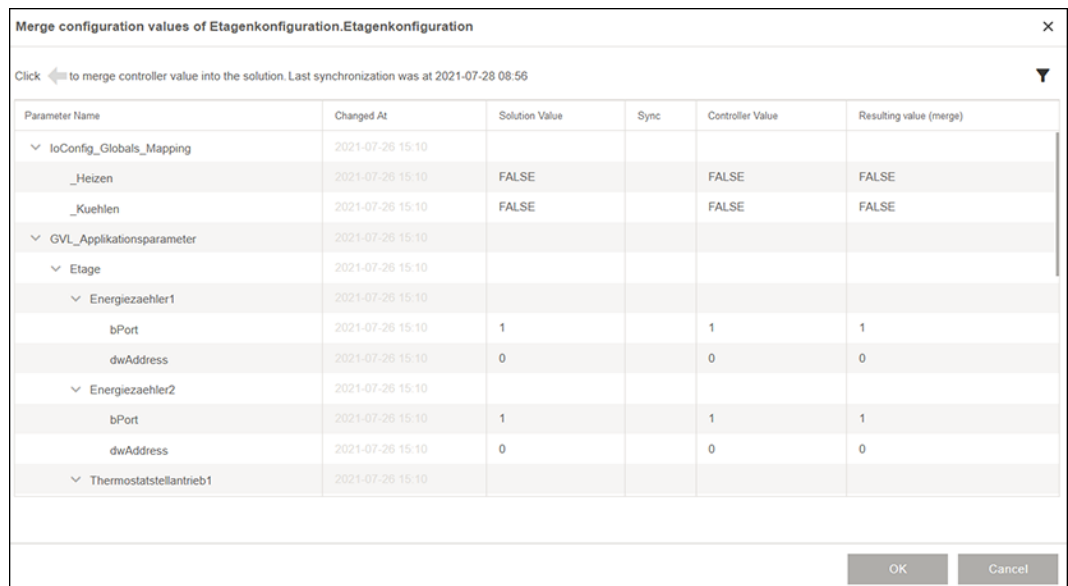 Merge configuration values of Etagenkonfiguration.Etagenkonfiguration
Click to merge controller value into the solution. Last synchronization was at 2021-07-28 08:56
Parameter Name Changed At Solution Value Sync Controller Value Resulting value (merge)
IoConfig_Globals_Mapping 2021-07-26 15:10
_Heizen 2021-07-26 15:10 FALSE FALSE FALSE
_Kuehlen 2021-07-26 15:10 FALSE FALSE FALSE
GVL_Applikationsparameter 2021-07-26 15:10
Etage 2021-07-26 15:10
Energiezaehler1 2021-07-26 15:10
bPort 2021-07-26 15:10 1 1 1
dwAddress 2021-07-26 15:10 0 0 0
Energiezaehler2 2021-07-26 15:10
bPort 2021-07-26 15:10 1 1 1
dwAddress 2021-07-26 15:10 0 0 0
Thermostatstellantrieb1 2021-07-26 15:10
OK Cancel